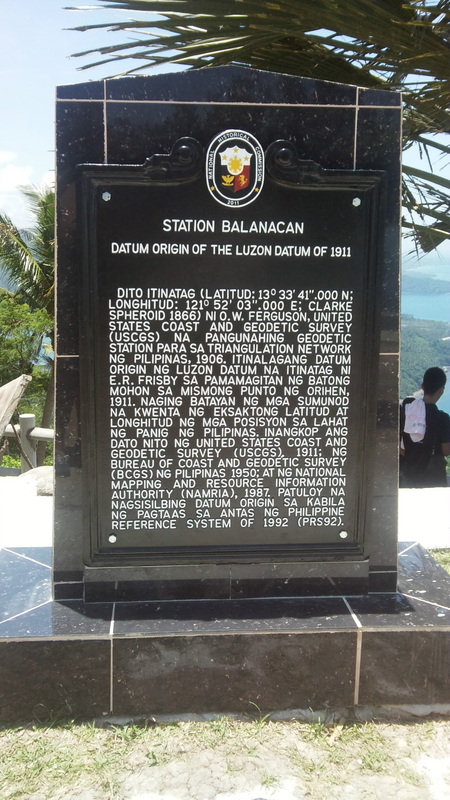 NATIONAL HISTORICAL COMMISSION
2011
STATION BALANACAN
DATUM ORIGIN OF THE LUZON DATUM OF 1911
DITO ITINATAG (LATITUD; 13° 33' 41".000 N;
LONGHITUD; 121° 52' 03".000 E; CLARKE
SPHEROID 1866) NI O.W. FERGUSON, UNITED
STATES COAST AND GEODETIC SURVEY
(USCGS) NA PANGUNAHING GEODETIC
STATION PARA SA TRIANGULATION NETWORK
NG PILIPINAS, 1906. ITINALAGANG DATUM
ORIGIN NG LUZON DATUM NA ITINATAG NI
E.R. FRISBY SA PAMAMAGITAN NG BATONG
MOHON SA MISMONG PUNTO NG ORIHEN,
1911. NAGING BATAYAN NG MGA SUMUNOD
NA KWENTA NG EKSAKTONG LATITUD AT
LONGHITUD NG MGA POSISYON SA LAHAT
NG PANIG NG PILIPINAS. INANGKOP ANG
DATO NITO NG UNITED STATES COAST AND
GEODETIC SURVEY (USCGS), 1911; NG
BUREAU OF COAST AND GEODETIC SURVEY
(BCGS) NG PILIPINAS 1950; AT NG NATIONAL
MAPPING AND RESOURCE INFORMATION
AUTHORITY (NAMRIA), 1987. PATULOY NA
NAGSISILBING DATUM ORIGIN SA KABILA
NG PAGTAAS SA ANTAS NG PHILIPPINE
REFERENCE SYSTEM OF 1992 (PRS92).